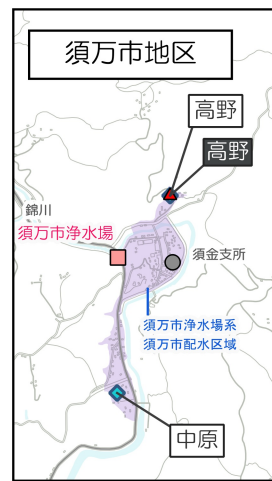 須万市地区
高野
高野
錦川
須万市浄水場
須金支所
須万市浄水場系
須万市配水区域
中原